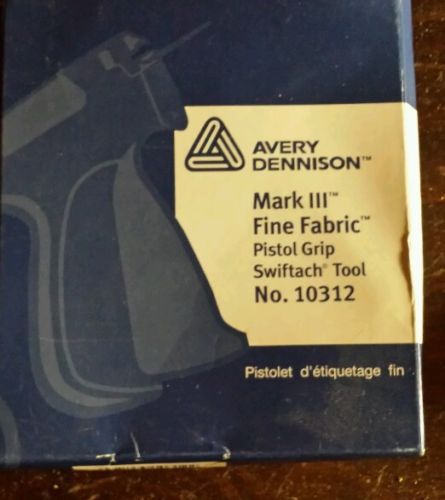 AVERY
DENNISON™
Mark III™
Fine Fabric™
Pistol Grip
Swiftach® Tool
No. 10312
Pistolet d'étiquetage fin